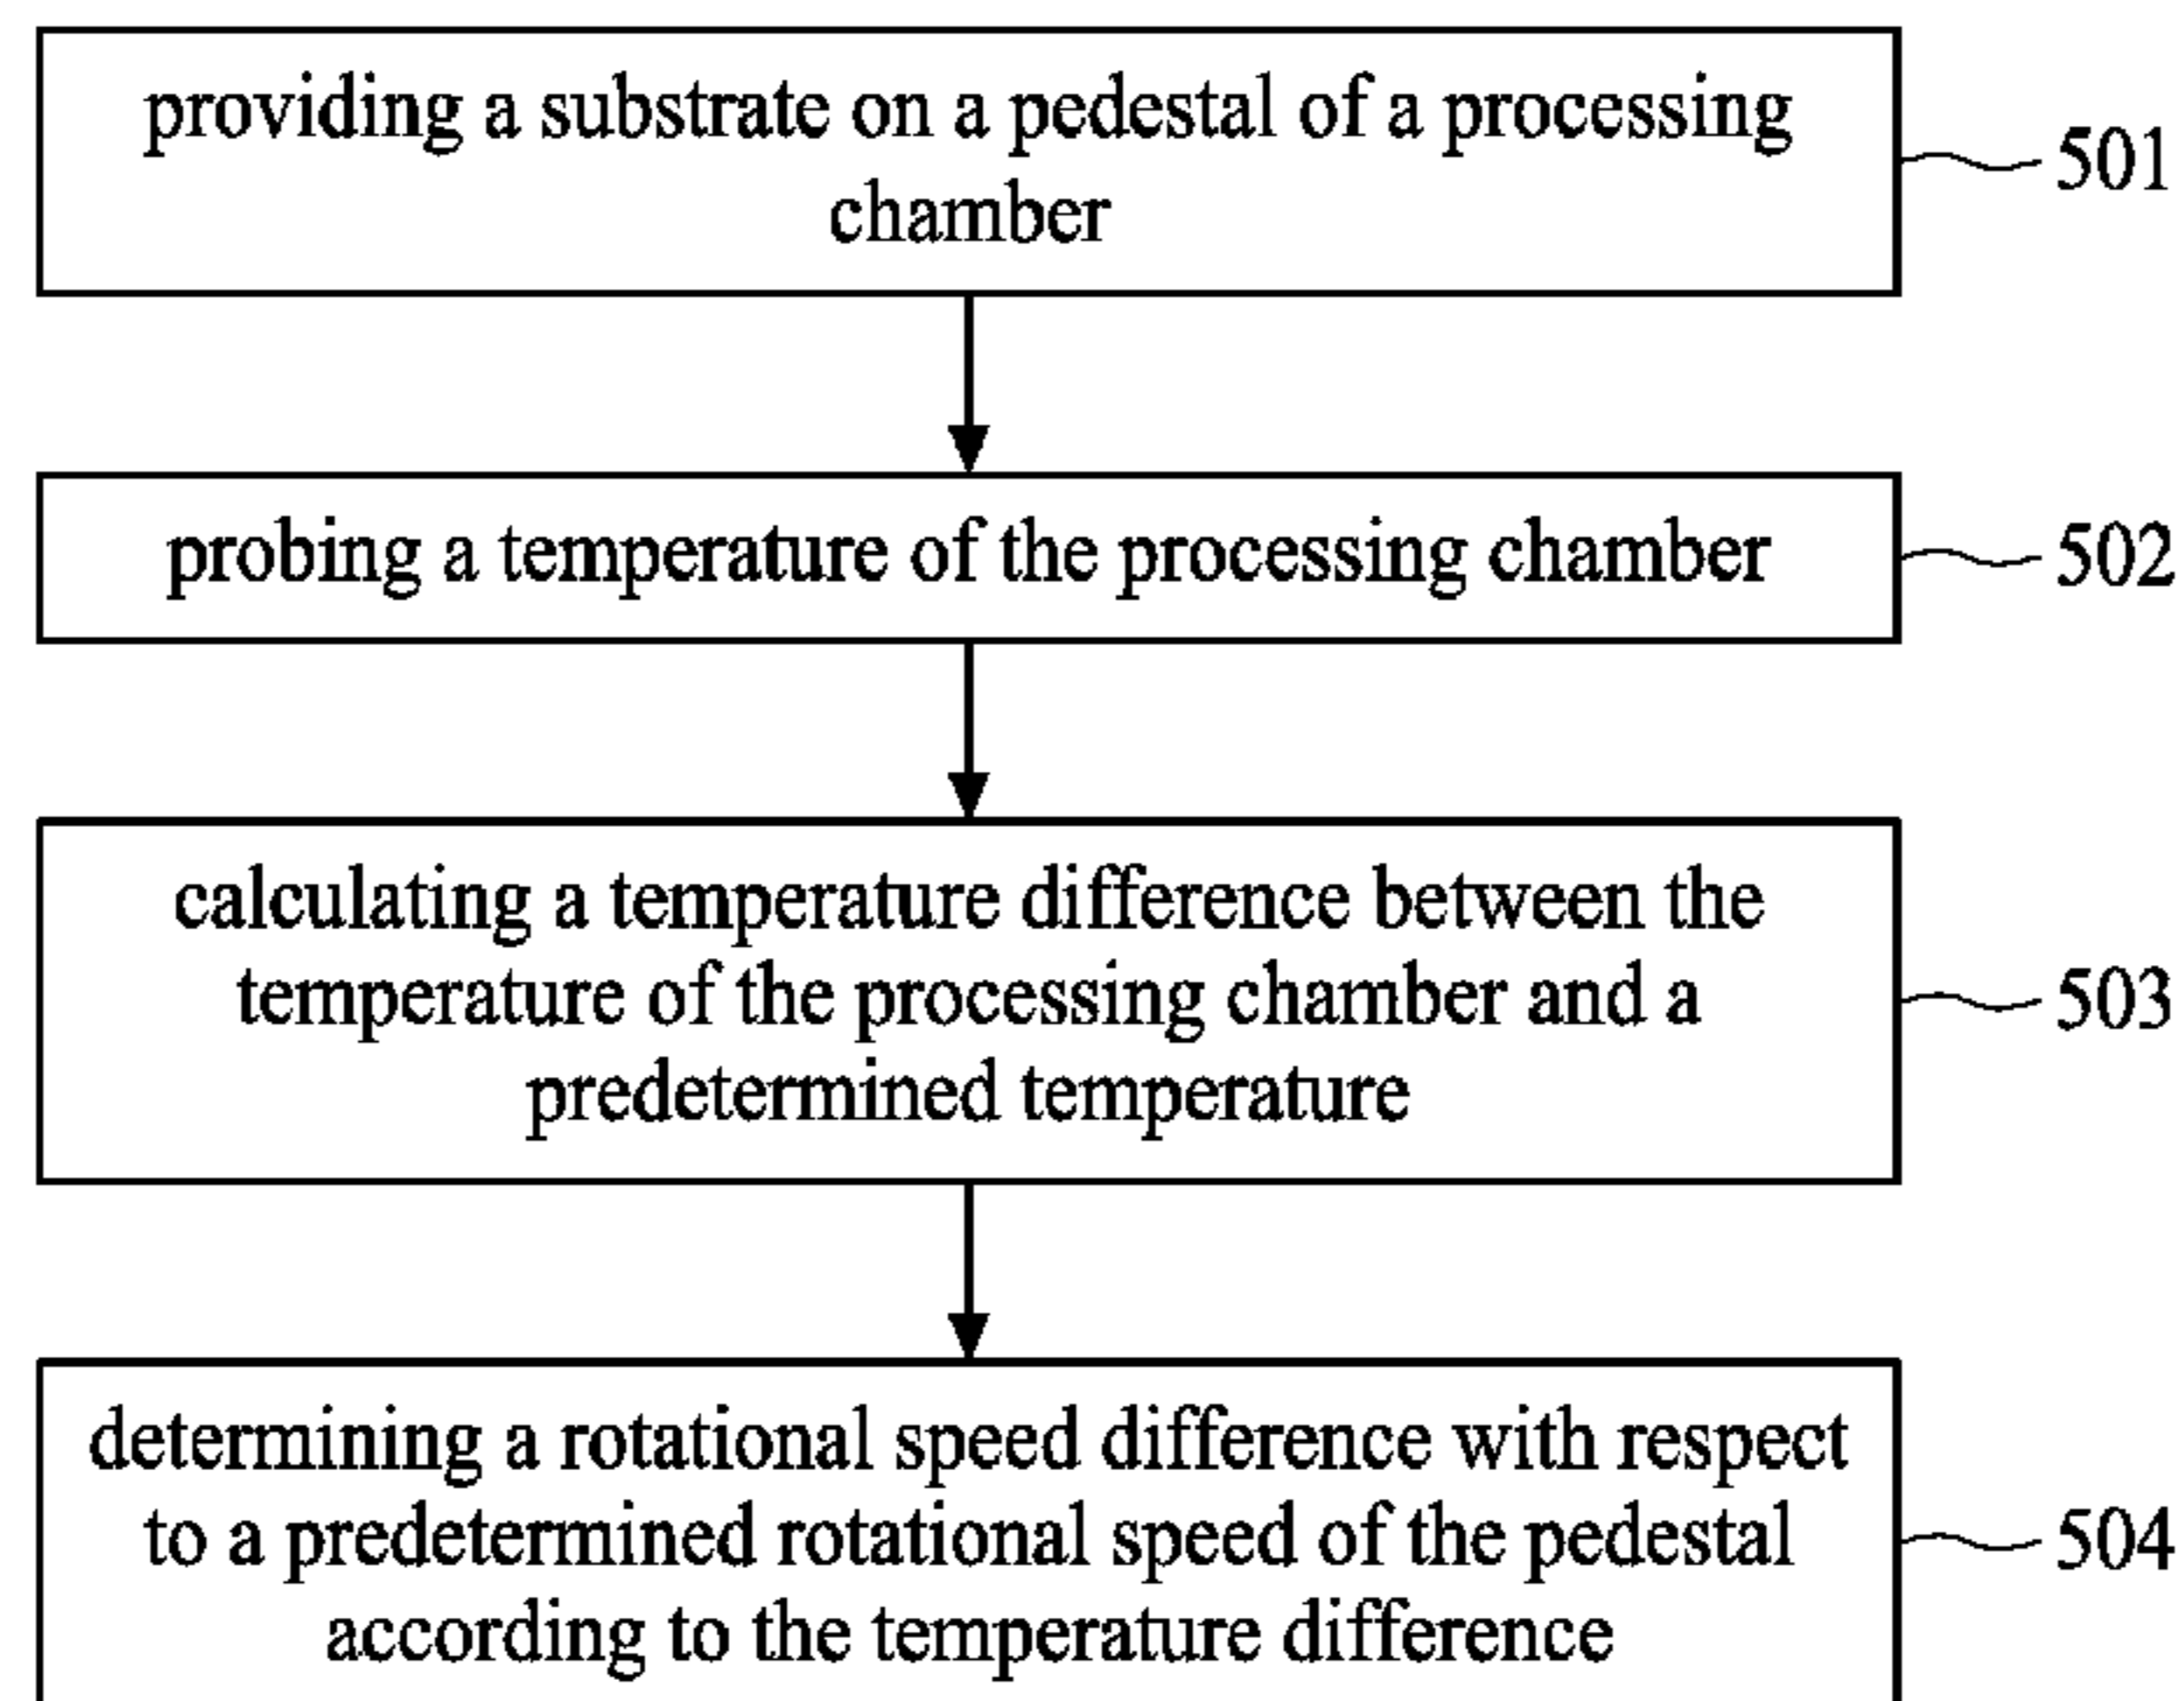 providing a substrate on a pedestal of a processing
chamber
501
probing a temperature of the processing chamber
502
calculating a temperature difference between the
temperature of the processing chamber and a
predetermined temperature
503
determining a rotational speed difference with respect
to a predetermined rotational speed of the pedestal
according to the temperature difference
504